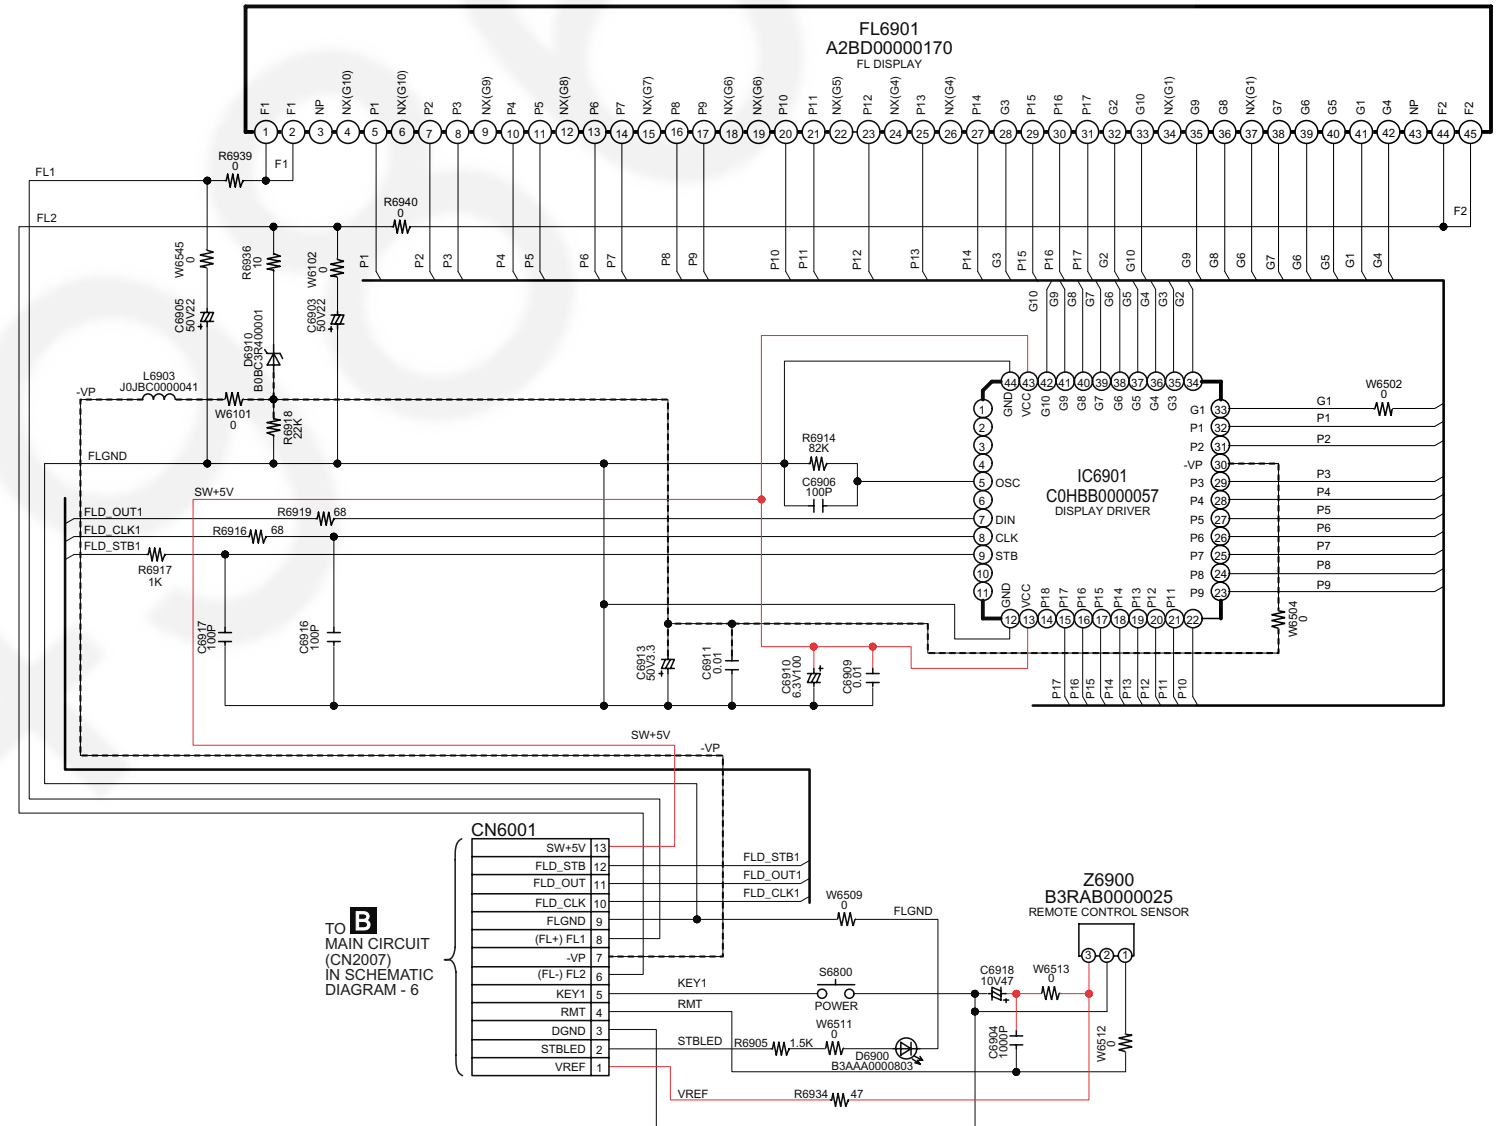 FL6901
A2BD00000170
FL DISPLAY
F1 F1 NP NX(G10) P1 NX(G10) P2 P3 NX(G9) P4 P5 NX(G8) P6 P7 NX(G7) P8 P9 NX(G6) NX(G6) P10 P11 NX(G5) P12 NX(G4) P13 NX(G4) P14 G3 P15 P16 P17 G2 G10 NX(G1) G9 G8 NX(G1) G7 G6 G5 G1 G4 NP F2 F2
1 2 3 4 5 6 7 8 9 10 11 12 13 14 15 16 17 18 19 20 21 22 23 24 25 26 27 28 29 30 31 32 33 34 35 36 37 38 39 40 41 42 43 44 45
R6939
0
F1
FL1
R6940
0
FL2
F2
W6545
0
R6936
10
W6102
0
P1 P2 P3 P4 P5 P6 P7 P8 P9 P10 P11 P12 P13 P14 G3 P15 P16 P17 G2 G10 G9 G8 G6 G7 G6 G5 G1 G4
C6905
50V22
D6910
B0BC3R400001
C6903
50V22
G10 G9 G8 G7 G6 G5 G4 G3 G2
L6903
J0JBC0000041
-VP
W6101
0
R6918
22K
44 43 42 41 40 39 38 37 36 35 34
GND VCC G10 G9 G8 G7 G6 G5 G4 G3
W6502
0
1 2 3 4
5 OSC
6
7 DIN
8 CLK
9 STB
10
11
IC6901
C0HBB0000057
DISPLAY DRIVER
G1 33 G1
P1 32 P1
P2 31 P2
-VP 30
P3 29 P3
P4 28 P4
P5 27 P5
P6 26 P6
P7 25 P7
P8 24 P8
P9 23 P9
R6914
82K
C6906
100P
FLGND
SW+5V
FLD_OUT1
R6919 68
FLD_CLK1
R6916 68
FLD_STB1
R6917
1K
GND VCC P18 P17 P16 P15 P14 P13 P12 P11
12 13 14 15 16 17 18 19 20 21 22
W6504
0
C6917
100P
C6916
100P
C6913
50V3.3
C6911
0.01
C6910
6.3V100
C6909
0.01
P17 P16 P15 P14 P13 P12 P11 P10
SW+5V
-VP
CN6001
SW+5V 13
FLD_STB 12 FLD_STB1
FLD_OUT 11 FLD_OUT1
FLD_CLK 10 FLD_CLK1
FLGND 9
(FL+) FL1 8
-VP 7
(FL-) FL2 6
KEY1 5 KEY1
RMT 4 RMT
DGND 3
STBLED 2 STBLED
VREF 1 VREF
TO B
MAIN CIRCUIT
(CN2007)
IN SCHEMATIC
DIAGRAM - 6
W6509
0
FLGND
S6800
POWER
W6511
0
R6905 1.5K
D6900
B3AAA0000803
R6934 47
Z6900
B3RAB0000025
REMOTE CONTROL SENSOR
3 2 1
C6918
10V47
W6513
0
C6904
1000P
W6512
0